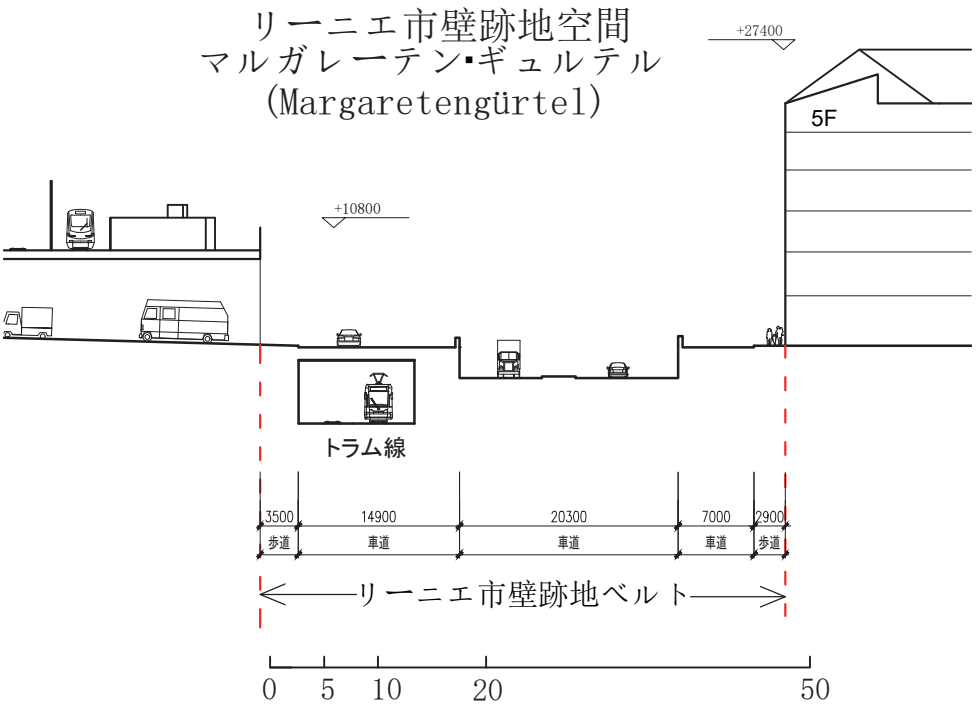 リーニエ市壁跡地空間
マルガレーテン・ギュルテル
(Margaretengürtel)
+27400
5F
+10800
トラム線
3500 14900 20300 7000 2900
歩道 車道 車道 車道 歩道
リーニエ市壁跡地ベルト
0 5 10 20 50